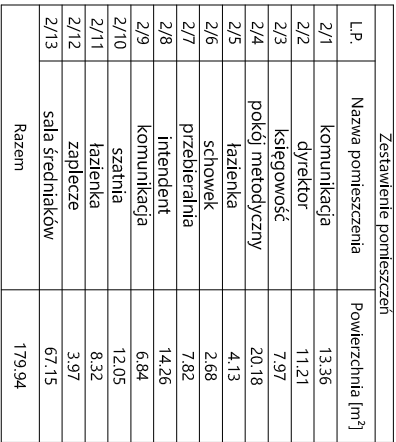 Zestawienie pomieszczeń
L.P. Nazwa pomieszczenia Powierzchnia [m²]
2/1 komunikacja 13.36
2/2 dyrektor 11.21
2/3 księgowość 7.97
2/4 pokój metodyczny 20.18
2/5 łazienka 4.13
2/6 schowek 2.68
2/7 przebieralnia 7.82
2/8 intendent 14.26
2/9 komunikacja 6.84
2/10 szatnia 12.05
2/11 łazienka 8.32
2/12 zaplecze 3.97
2/13 sala średniaków 67.15
Razem 179.94